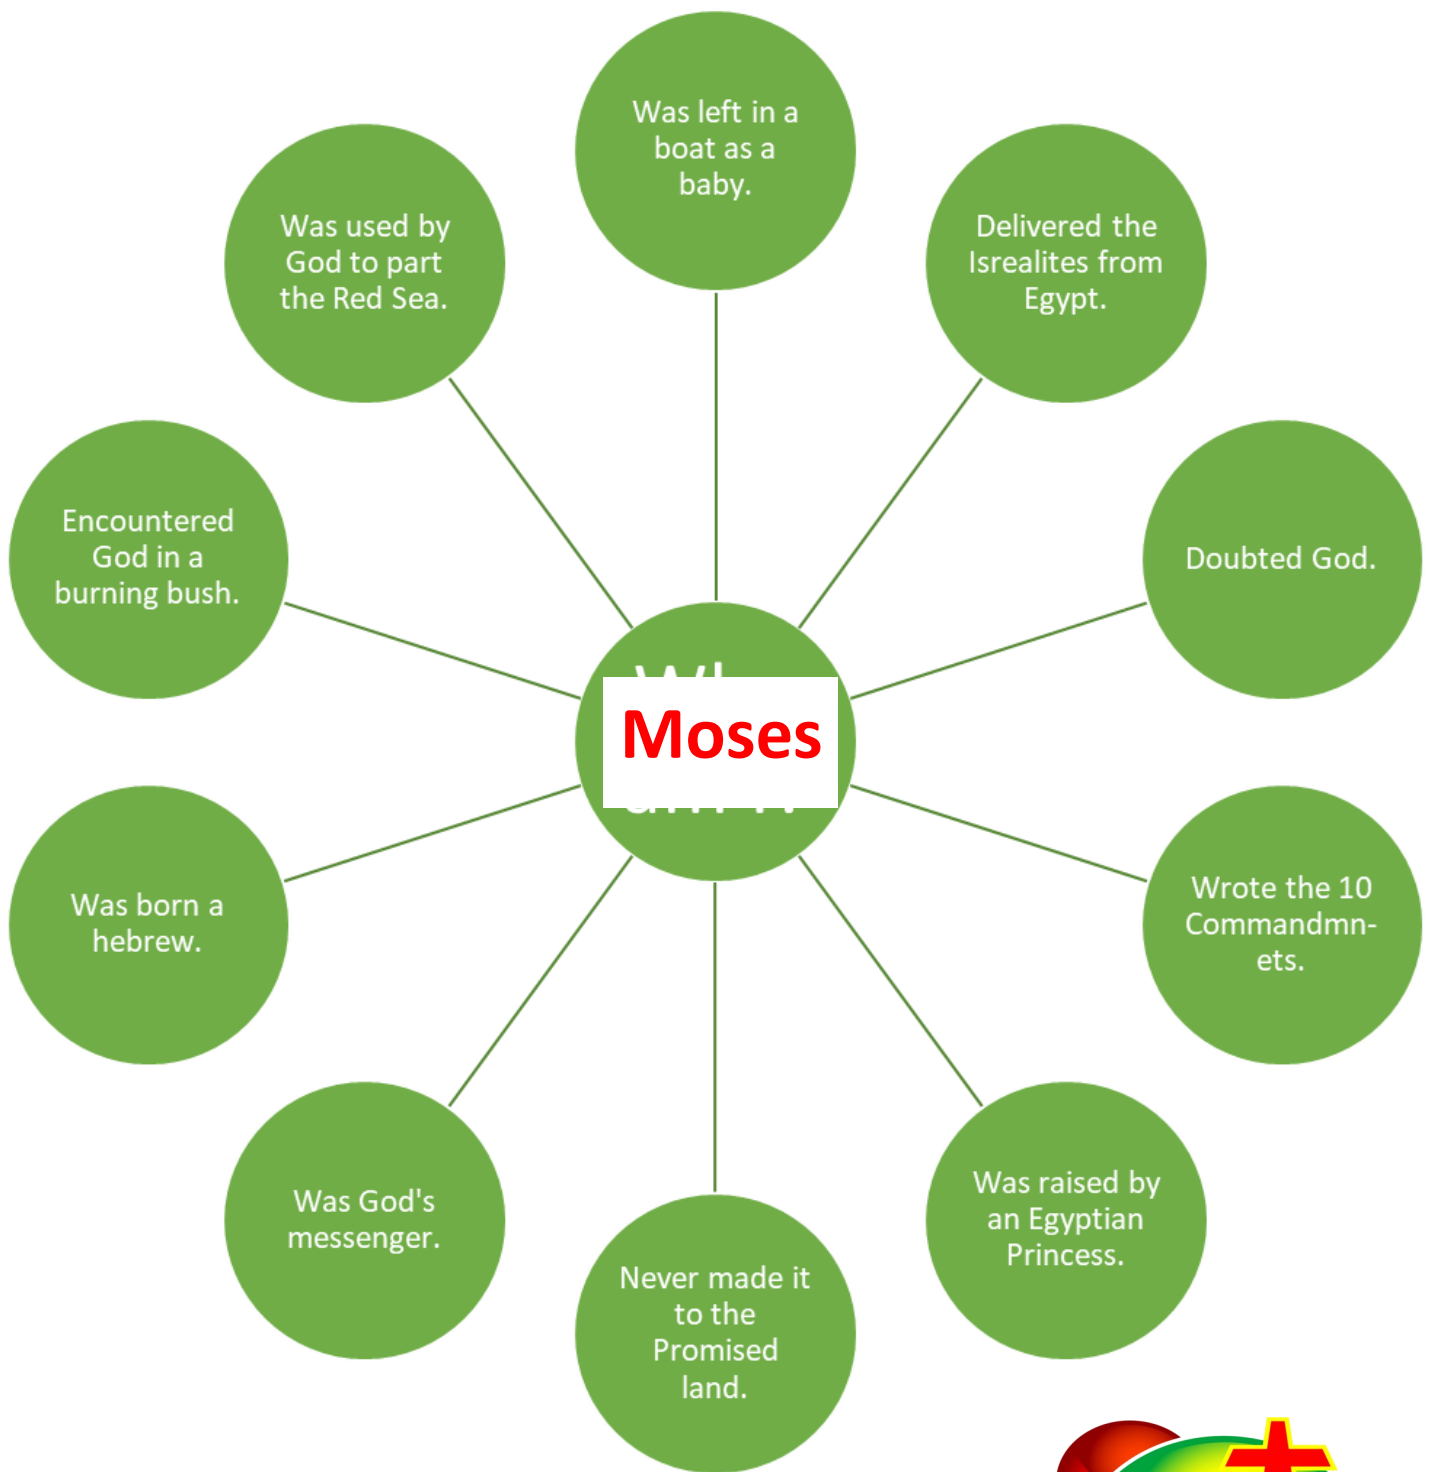 Was left in a
boat as a
baby.
Delivered the
Isrealites from
Egypt.
Doubted God.
Wrote the 10
Commandmn-
ets.
Was raised by
an Egyptian
Princess.
Never made it
to the
Promised
land.
Was God's
messenger.
Was born a
hebrew.
Encountered
God in a
burning bush.
Was used by
God to part
the Red Sea.
Moses